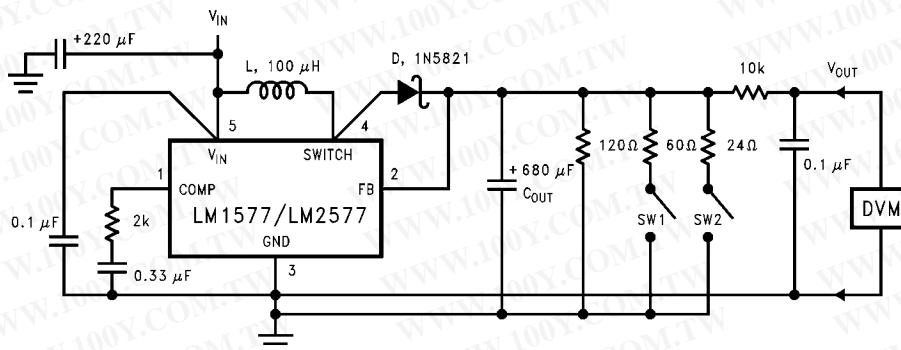 V_IN
+220 μF
L, 100 μH
D, 1N5821
10k
V_OUT
5
4
V_IN
SWITCH
1
COMP
FB
2
LM1577/LM2577
GND
3
0.1 μF
2k
0.33 μF
+ 680 μF
C_OUT
120Ω
60Ω
24Ω
SW1
SW2
0.1 μF
DVM
WWW.100Y.COM.TW